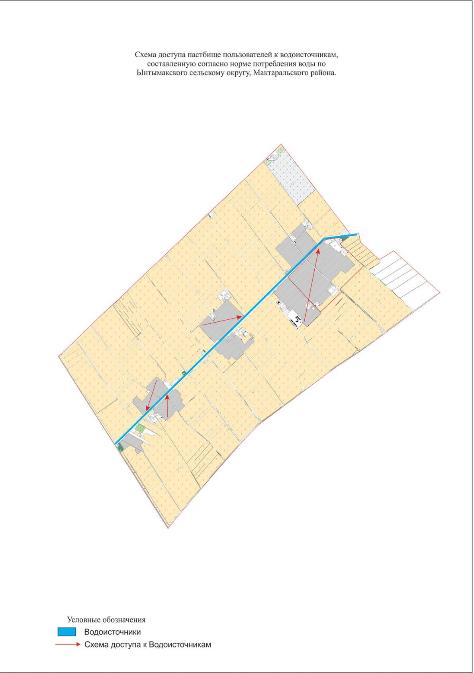 Схема доступа пастбище пользователей к водоисточникам,
составленную согласно норме потребления воды по
Ынтымакскому сельскому округу, Мактаральского района.
Условные обозначения
Водоисточники
Схема доступа к Водоисточникам